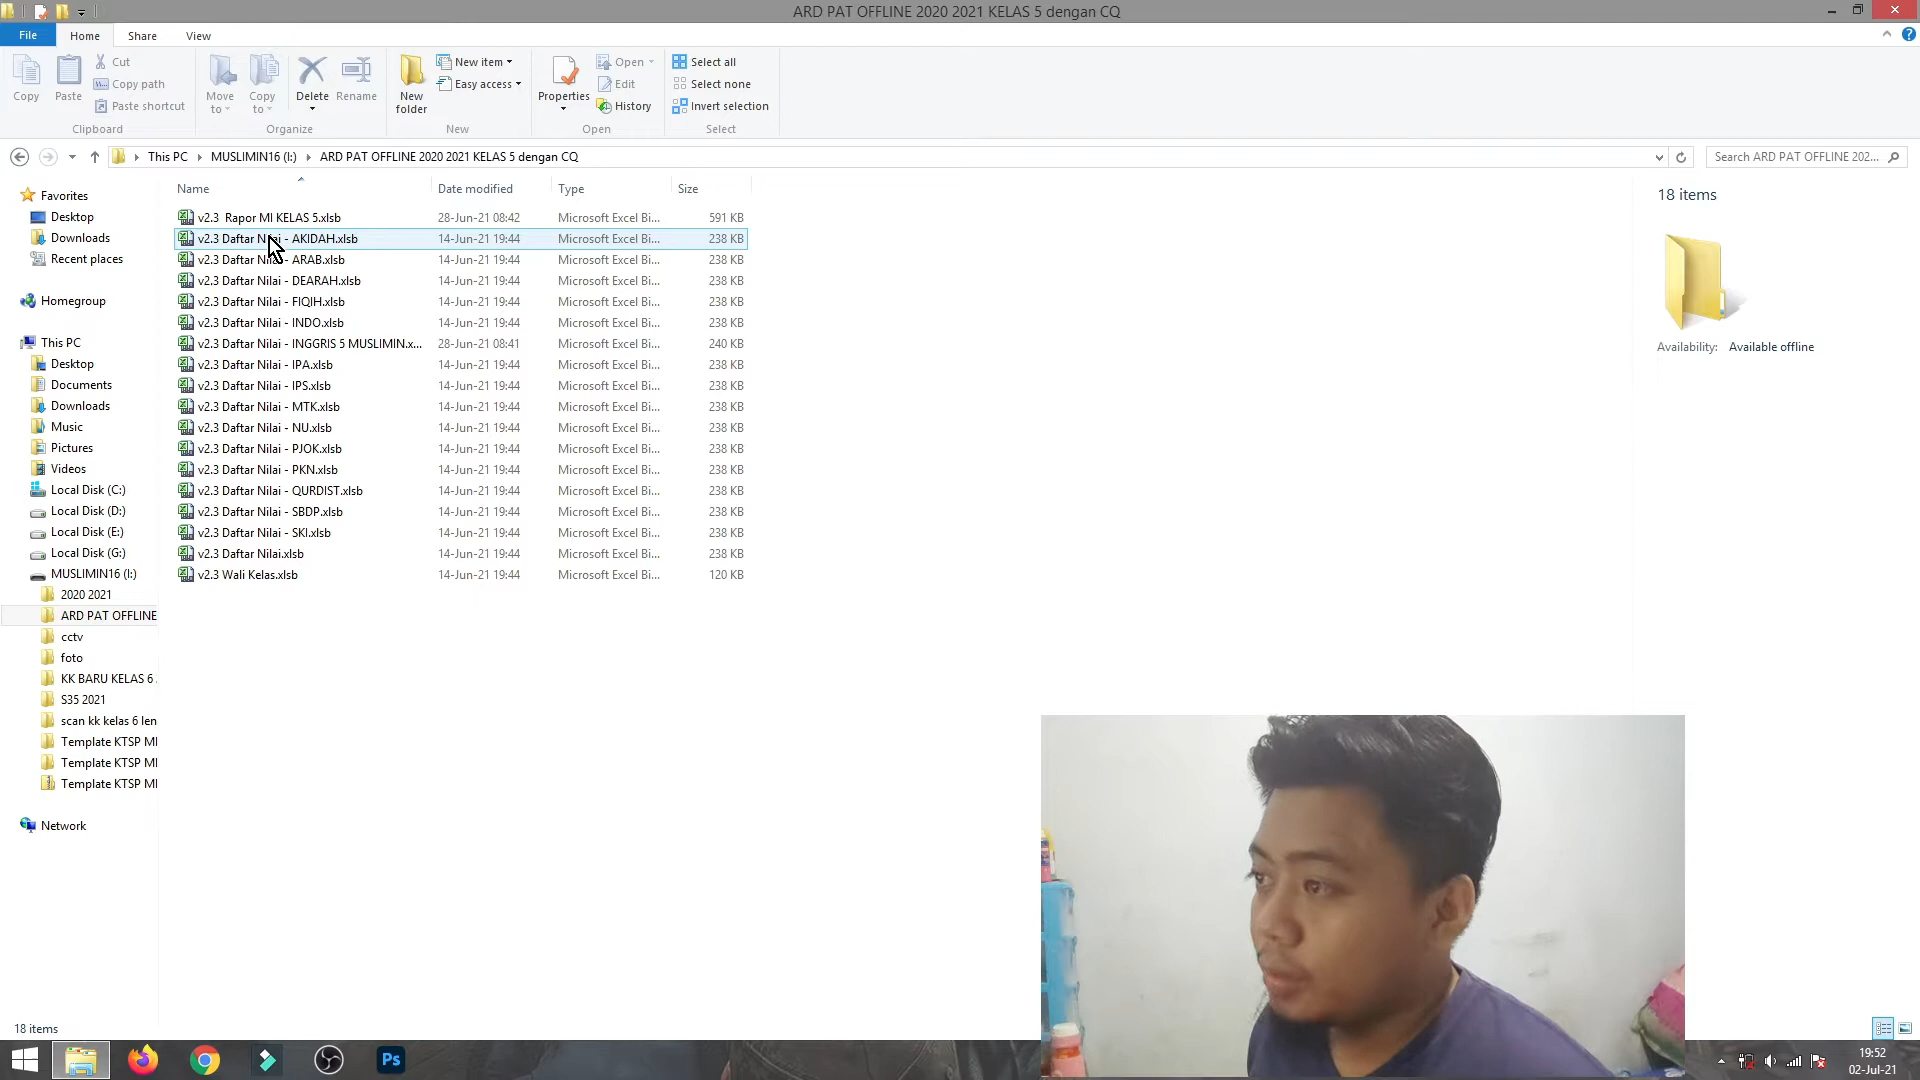 ARD PAT OFFLINE 2020 2021 KELAS 5 dengan CQ
File Home Share View
Copy
Paste
Cut
Copy path
Paste shortcut
Clipboard
Move to
Copy to
Delete
Rename
Organize
New folder
New item
Easy access
New
Properties
Open
Edit
History
Open
Select all
Select none
Invert selection
Select
This PC MUSLIMIN16 (I:) ARD PAT OFFLINE 2020 2021 KELAS 5 dengan CQ
Search ARD PAT OFFLINE 202...
Favorites
Desktop
Downloads
Recent places
Homegroup
This PC
Desktop
Documents
Downloads
Music
Pictures
Videos
Local Disk (C:)
Local Disk (D:)
Local Disk (E:)
Local Disk (G:)
MUSLIMIN16 (I:)
2020 2021
ARD PAT OFFLINE
cctv
foto
KK BARU KELAS 6
S35 2021
scan kk kelas 6 len
Template KTSP MI
Template KTSP MI
Template KTSP MI
Network
Name Date modified Type Size
v2.3 Rapor MI KELAS 5.xlsb 28-Jun-21 08:42 Microsoft Excel Bi... 591 KB
v2.3 Daftar Nilai - AKIDAH.xlsb 14-Jun-21 19:44 Microsoft Excel Bi... 238 KB
v2.3 Daftar Nilai - ARAB.xlsb 14-Jun-21 19:44 Microsoft Excel Bi... 238 KB
v2.3 Daftar Nilai - DEARAH.xlsb 14-Jun-21 19:44 Microsoft Excel Bi... 238 KB
v2.3 Daftar Nilai - FIQIH.xlsb 14-Jun-21 19:44 Microsoft Excel Bi... 238 KB
v2.3 Daftar Nilai - INDO.xlsb 14-Jun-21 19:44 Microsoft Excel Bi... 238 KB
v2.3 Daftar Nilai - INGGRIS 5 MUSLIMIN.x... 28-Jun-21 08:41 Microsoft Excel Bi... 240 KB
v2.3 Daftar Nilai - IPA.xlsb 14-Jun-21 19:44 Microsoft Excel Bi... 238 KB
v2.3 Daftar Nilai - IPS.xlsb 14-Jun-21 19:44 Microsoft Excel Bi... 238 KB
v2.3 Daftar Nilai - MTK.xlsb 14-Jun-21 19:44 Microsoft Excel Bi... 238 KB
v2.3 Daftar Nilai - NU.xlsb 14-Jun-21 19:44 Microsoft Excel Bi... 238 KB
v2.3 Daftar Nilai - PJOK.xlsb 14-Jun-21 19:44 Microsoft Excel Bi... 238 KB
v2.3 Daftar Nilai - PKN.xlsb 14-Jun-21 19:44 Microsoft Excel Bi... 238 KB
v2.3 Daftar Nilai - QURDIST.xlsb 14-Jun-21 19:44 Microsoft Excel Bi... 238 KB
v2.3 Daftar Nilai - SBDP.xlsb 14-Jun-21 19:44 Microsoft Excel Bi... 238 KB
v2.3 Daftar Nilai - SKI.xlsb 14-Jun-21 19:44 Microsoft Excel Bi... 238 KB
v2.3 Daftar Nilai.xlsb 14-Jun-21 19:44 Microsoft Excel Bi... 238 KB
v2.3 Wali Kelas.xlsb 14-Jun-21 19:44 Microsoft Excel Bi... 120 KB
18 items
Availability: Available offline
18 items
Ps
19:52
02-Jul-21